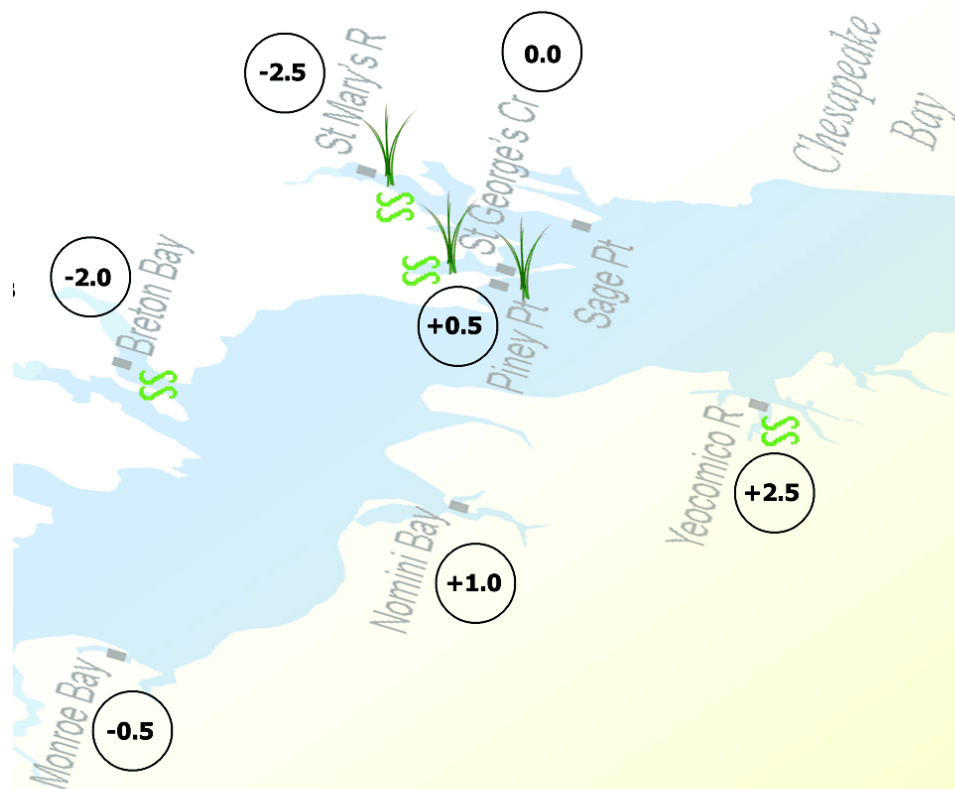 -2.5
St Mary's R
0.0
St George's Cr
Chesapeake
Bay
-2.0
Breton Bay
+0.5
Piney Pt
Sage Pt
Yeocomico R
+2.5
Nomini Bay
+1.0
Monroe Bay
-0.5